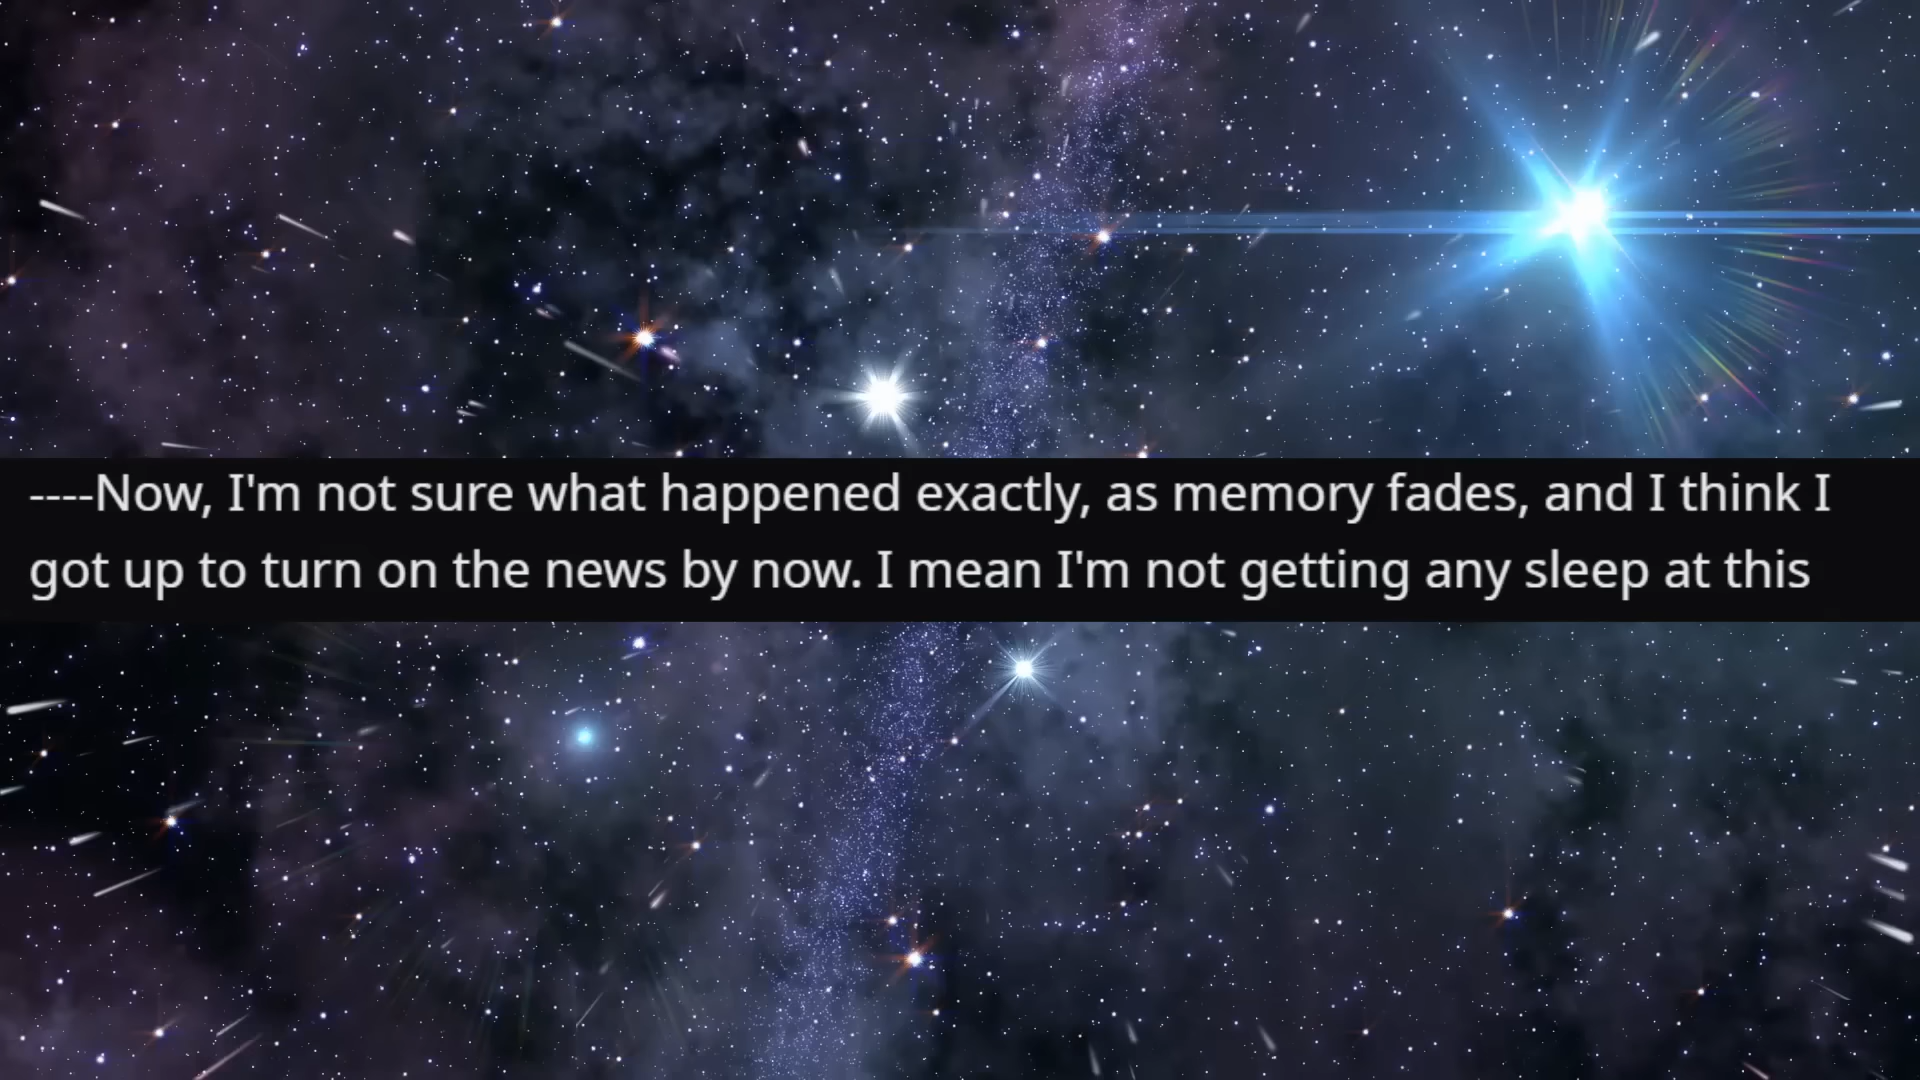 ----Now, I'm not sure what happened exactly, as memory fades, and I think I
got up to turn on the news by now. I mean I'm not getting any sleep at this